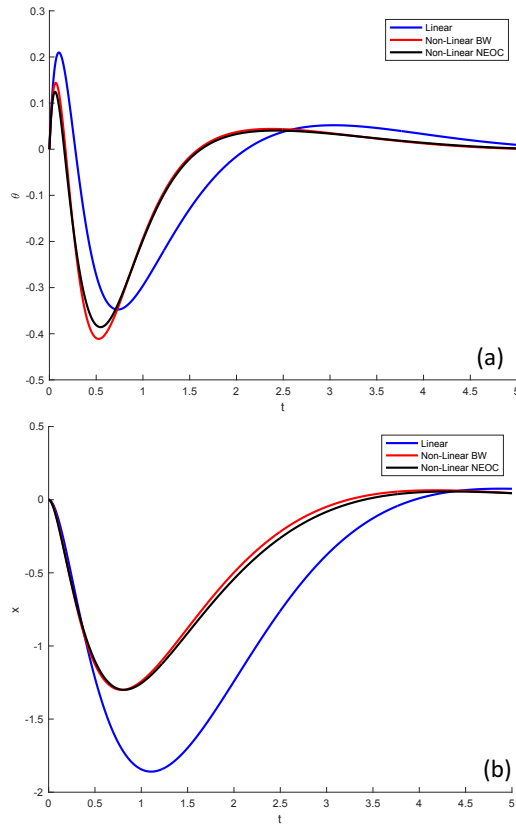 0.3
0.2
0.1
0
-0.1
-0.2
-0.3
-0.4
-0.5
θ
Linear
Non-Linear BW
Non-Linear NEOC
(a)
0 0.5 1 1.5 2 2.5 3 3.5 4 4.5 5
t
0.5
0
-0.5
-1
-1.5
-2
x
Linear
Non-Linear BW
Non-Linear NEOC
(b)
0 0.5 1 1.5 2 2.5 3 3.5 4 4.5 5
t